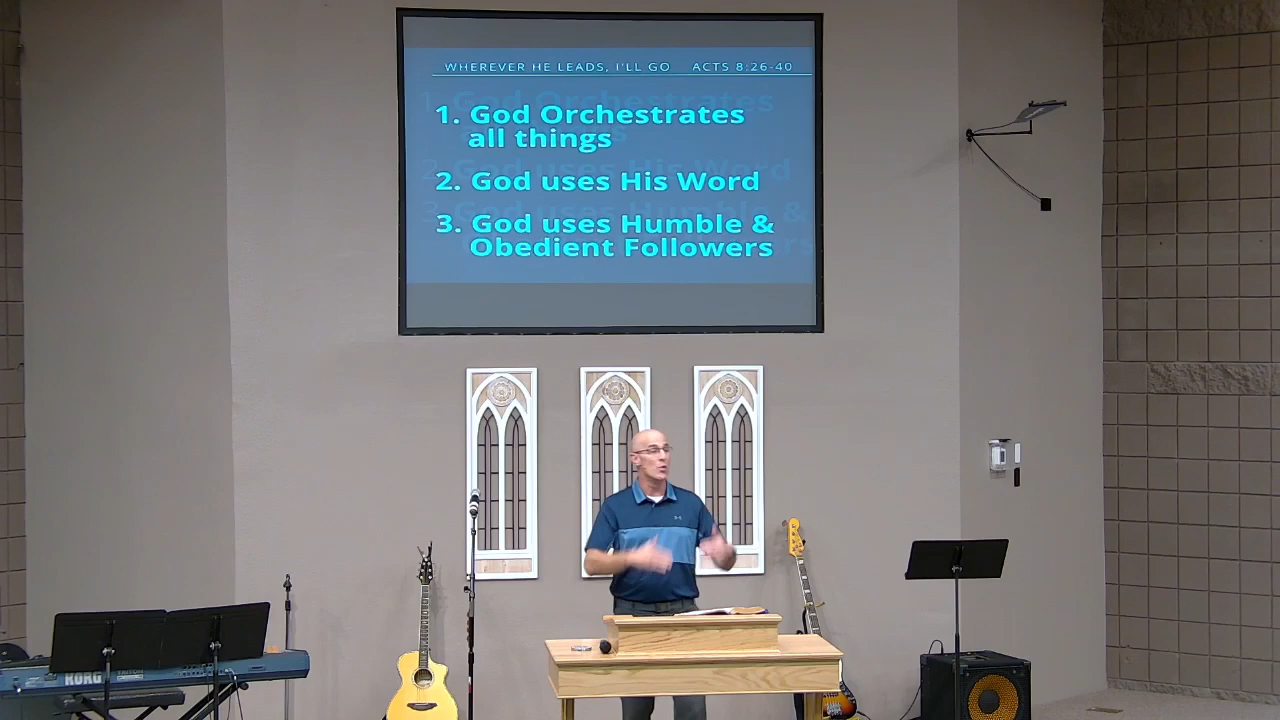 WHEREVER HE LEADS, I'LL GO ACTS 8:26-40
1. God Orchestrates
all things
2. God uses His Word
3. God uses Humble &
Obedient Followers
KORG